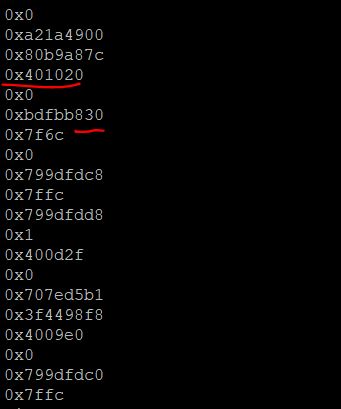 0x0
0xa21a4900
0x80b9a87c
0x401020
0x0
0xbdfbb830
0x7f6c
0x0
0x799dfdc8
0x7ffc
0x799dfdd8
0x1
0x400d2f
0x0
0x707ed5b1
0x3f4498f8
0x4009e0
0x0
0x799dfdc0
0x7ffc